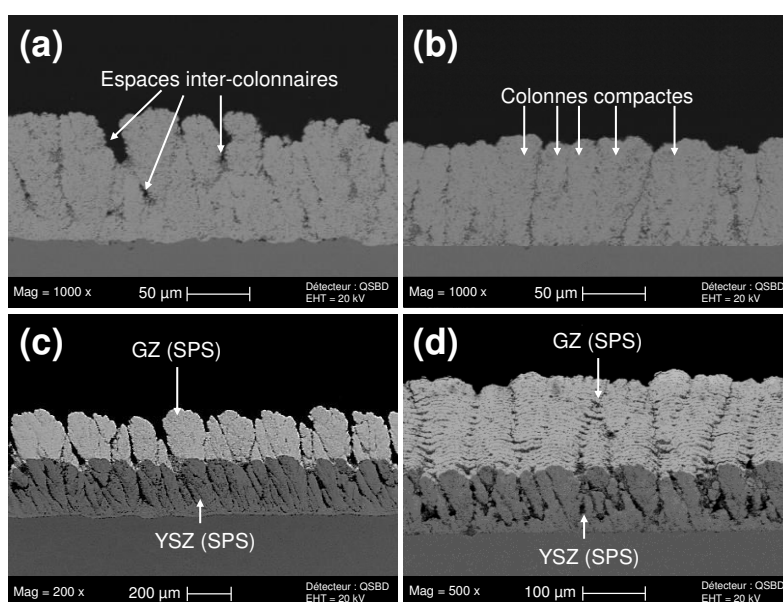 (a)
Espaces inter-colonnaires
Mag = 1000 x
50 µm
Détecteur : QSBD
EHT = 20 kV
(b)
Colonnes compactes
Mag = 1000 x
50 µm
Détecteur : QSBD
EHT = 20 kV
(c)
GZ (SPS)
YSZ (SPS)
Mag = 200 x
200 µm
Détecteur : QSBD
EHT = 20 kV
(d)
GZ (SPS)
YSZ (SPS)
Mag = 500 x
100 µm
Détecteur : QSBD
EHT = 20 kV